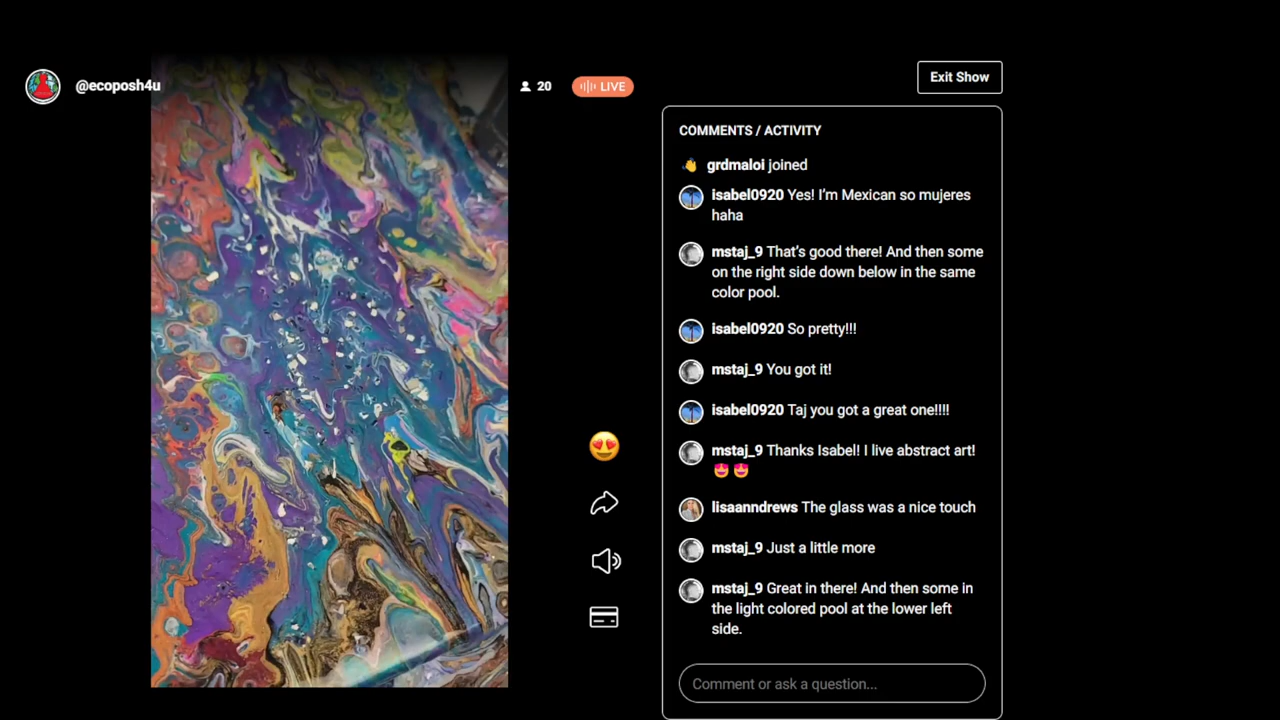 @ecoposh4u
20
LIVE
Exit Show
COMMENTS / ACTIVITY
grdmaloi joined
isabel0920 Yes! I'm Mexican so mujeres
haha
mstaj_9 That's good there! And then some
on the right side down below in the same
color pool.
isabel0920 So pretty!!!
mstaj_9 You got it!
isabel0920 Taj you got a great one!!!!
mstaj_9 Thanks Isabel! I live abstract art!
lisaanndrews The glass was a nice touch
mstaj_9 Just a little more
mstaj_9 Great in there! And then some in
the light colored pool at the lower left
side.
Comment or ask a question...